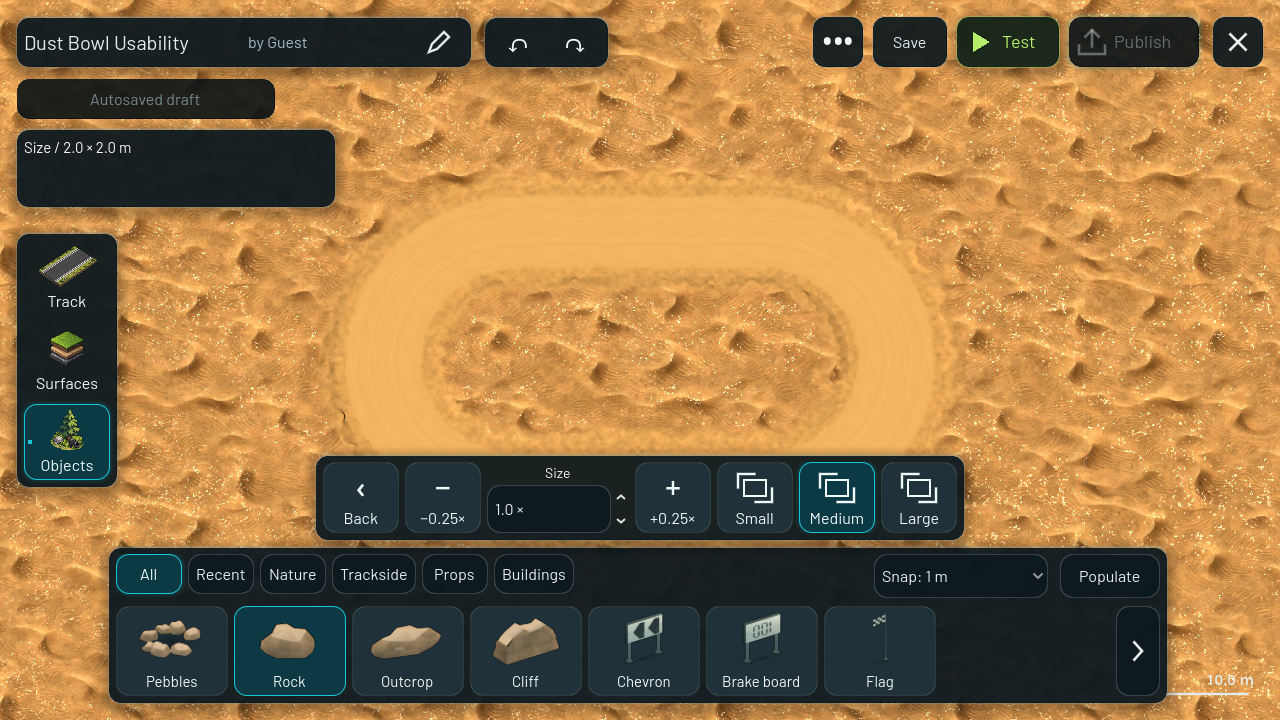 Dust Bowl Usability by Guest
Save
Test
Publish
Autosaved draft
Size / 2.0 × 2.0 m
Track
Surfaces
Objects
Size
Back
−0.25×
1.0 ×
+0.25×
Small
Medium
Large
All
Recent
Nature
Trackside
Props
Buildings
Snap: 1 m
Populate
001
Pebbles
Rock
Outcrop
Cliff
Chevron
Brake board
Flag
10.0 m